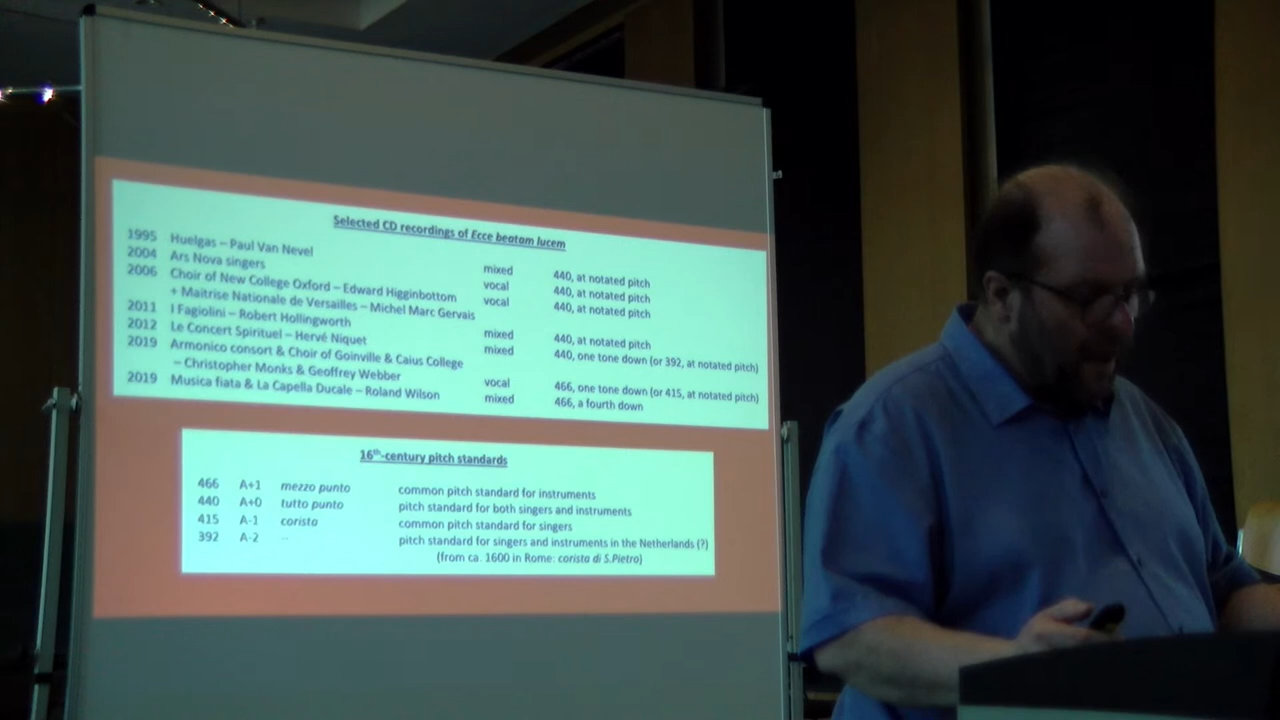 Selected CD recordings of Ecce beatam lucem
1995 Huelgas – Paul Van Nevel mixed 440, at notated pitch
2004 Ars Nova singers vocal 440, at notated pitch
2006 Choir of New College Oxford – Edward Higginbottom vocal 440, at notated pitch
+ Maitrise Nationale de Versailles – Michel Marc Gervais
2011 I Fagiolini – Robert Hollingworth mixed 440, at notated pitch
2012 Le Concert Spirituel – Hervé Niquet mixed 440, one tone down (or 392, at notated pitch)
2019 Armonico consort & Choir of Goinville & Caius College
– Christopher Monks & Geoffrey Webber vocal 466, one tone down (or 415, at notated pitch)
2019 Musica fiata & La Capella Ducale – Roland Wilson mixed 466, a fourth down
16th-century pitch standards
466 A+1 mezzo punto common pitch standard for instruments
440 A+0 tutto punto pitch standard for both singers and instruments
415 A-1 corista common pitch standard for singers
392 A-2 -- pitch standard for singers and instruments in the Netherlands (?)
(from ca. 1600 in Rome: corista di S.Pietro)